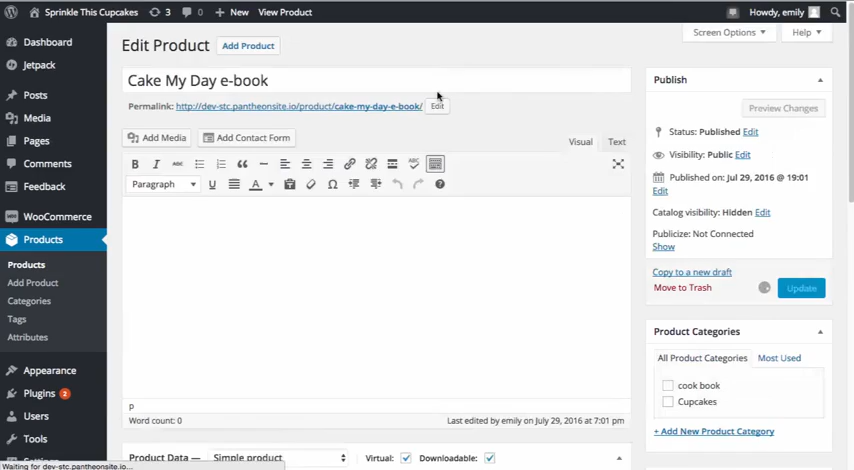 Sprinkle This Cupcakes 3 0 New View Product Howdy, emily
Dashboard
Jetpack
Posts
Media
Pages
Comments
Feedback
WooCommerce
Products
Products
Add Product
Categories
Tags
Attributes
Appearance
Plugins 2
Users
Tools
Waiting for dev-stc.pantheonsite.io...
Screen Options Help
Edit Product Add Product
Cake My Day e-book
Permalink: http://dev-stc.pantheonsite.io/product/cake-my-day-e-book/ Edit
Add Media Add Contact Form
Visual Text
B I ABC ABC
Paragraph U A Ω
p
Word count: 0 Last edited by emily on July 29, 2016 at 7:01 pm
Product Data — Simple product Virtual: Downloadable:
Publish
Preview Changes
Status: Published Edit
Visibility: Public Edit
Published on: Jul 29, 2016 @ 19:01
Edit
Catalog visibility: Hidden Edit
Publicize: Not Connected
Show
Copy to a new draft
Move to Trash Update
Product Categories
All Product Categories Most Used
cook book
Cupcakes
+ Add New Product Category